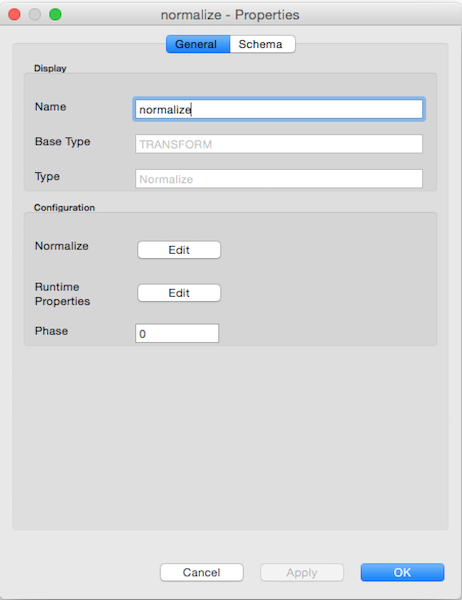 normalize - Properties
General Schema
Display
Name normalize
Base Type TRANSFORM
Type Normalize
Configuration
Normalize Edit
Runtime
Properties Edit
Phase 0
Cancel Apply OK